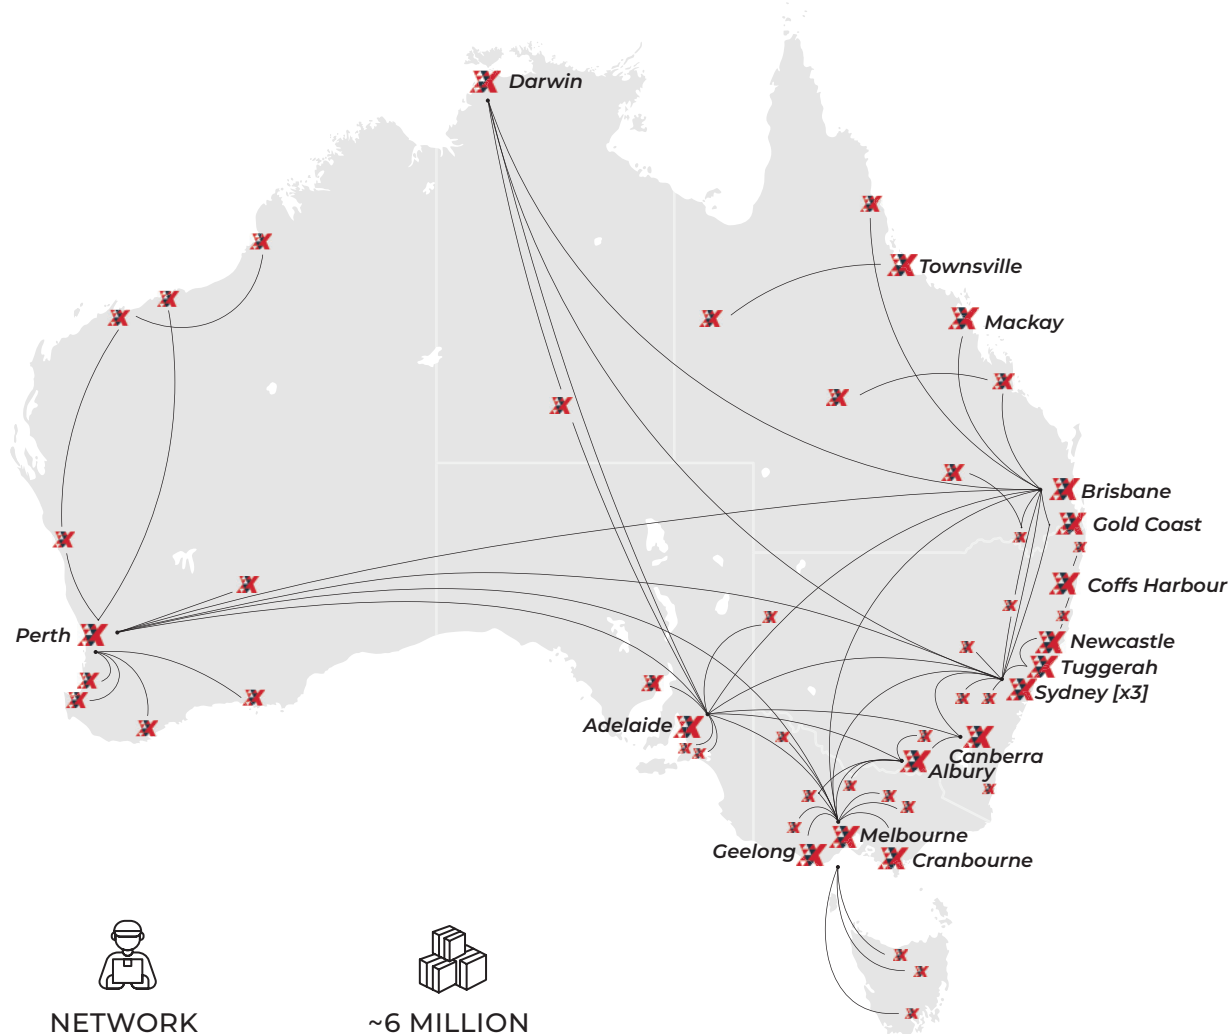 Darwin
Townsville
Mackay
Brisbane
Gold Coast
Coffs Harbour
Perth
Newcastle
Tuggerah
Sydney [x3]
Adelaide
Canberra
Albury
Melbourne
Geelong
Cranbourne
NETWORK
~6 MILLION